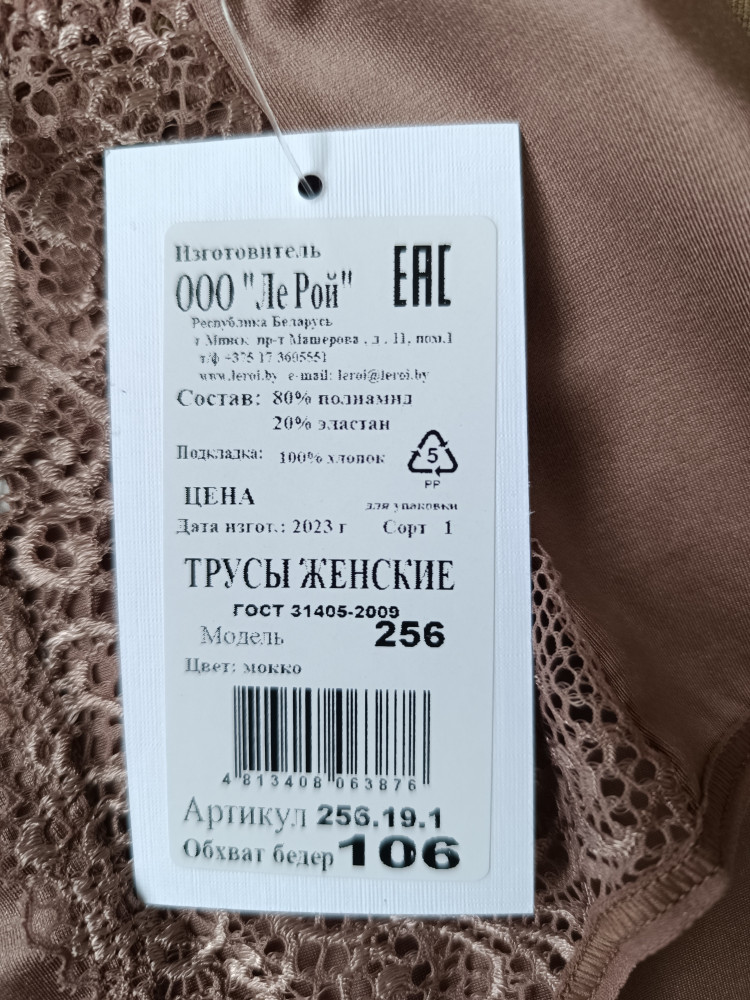 Изготовитель
ООО "Ле Рой"
EAC
Республика Беларусь
г Минск пр-т Машерова , д . 11, пом.1
т/ф +375 17 3605551
www.leroi.by e-mail: leroi@leroi.by
Состав: 80% полиамид
20% эластан
Подкладка: 100% хлопок
5
PP
ЦЕНА
для упаковки
Дата изгот.: 2023 г Сорт 1
ТРУСЫ ЖЕНСКИЕ
ГОСТ 31405-2009
Модель 256
Цвет: мокко
4 813408 063876
Артикул 256.19.1
Обхват бедер 106